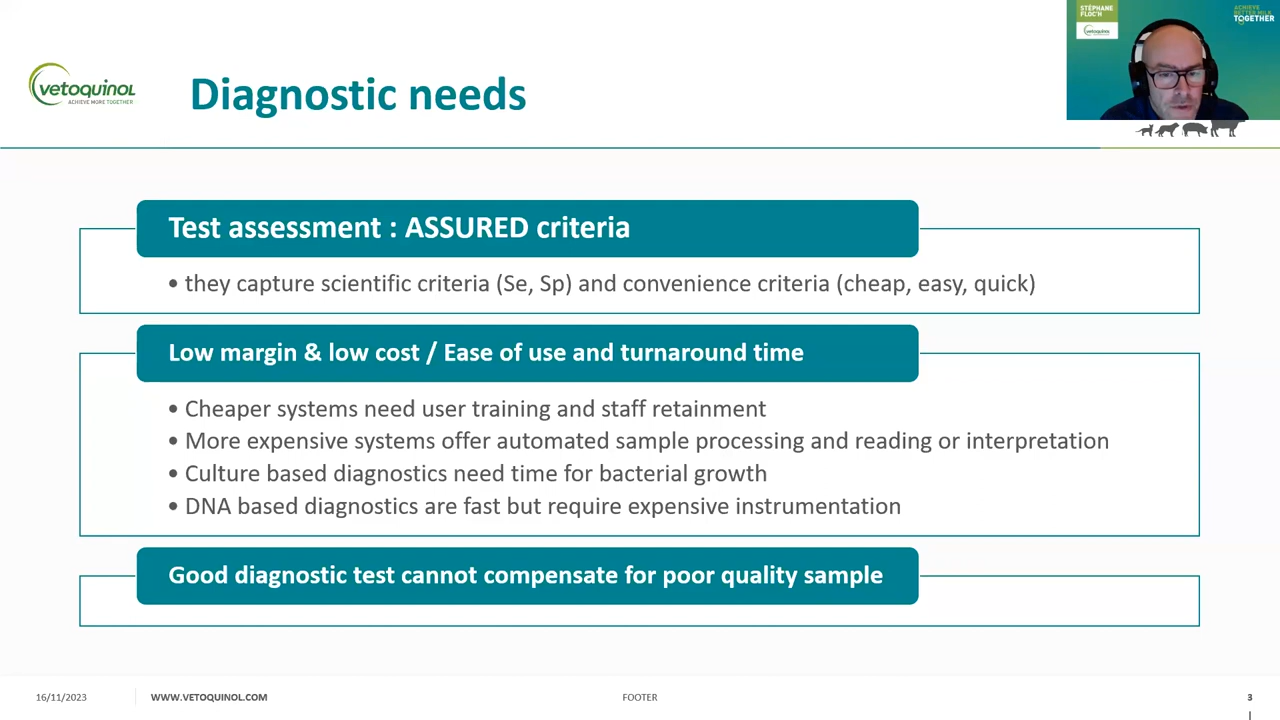 STÉPHANE
FLOC'H
vetoquinol
ACHIEVE
BETTER MILK
TOGETHER
vetoquinol
ACHIEVE MORE TOGETHER
Diagnostic needs
Test assessment : ASSURED criteria
• they capture scientific criteria (Se, Sp) and convenience criteria (cheap, easy, quick)
Low margin & low cost / Ease of use and turnaround time
• Cheaper systems need user training and staff retainment
• More expensive systems offer automated sample processing and reading or interpretation
• Culture based diagnostics need time for bacterial growth
• DNA based diagnostics are fast but require expensive instrumentation
Good diagnostic test cannot compensate for poor quality sample
16/11/2023
WWW.VETOQUINOL.COM
FOOTER
3